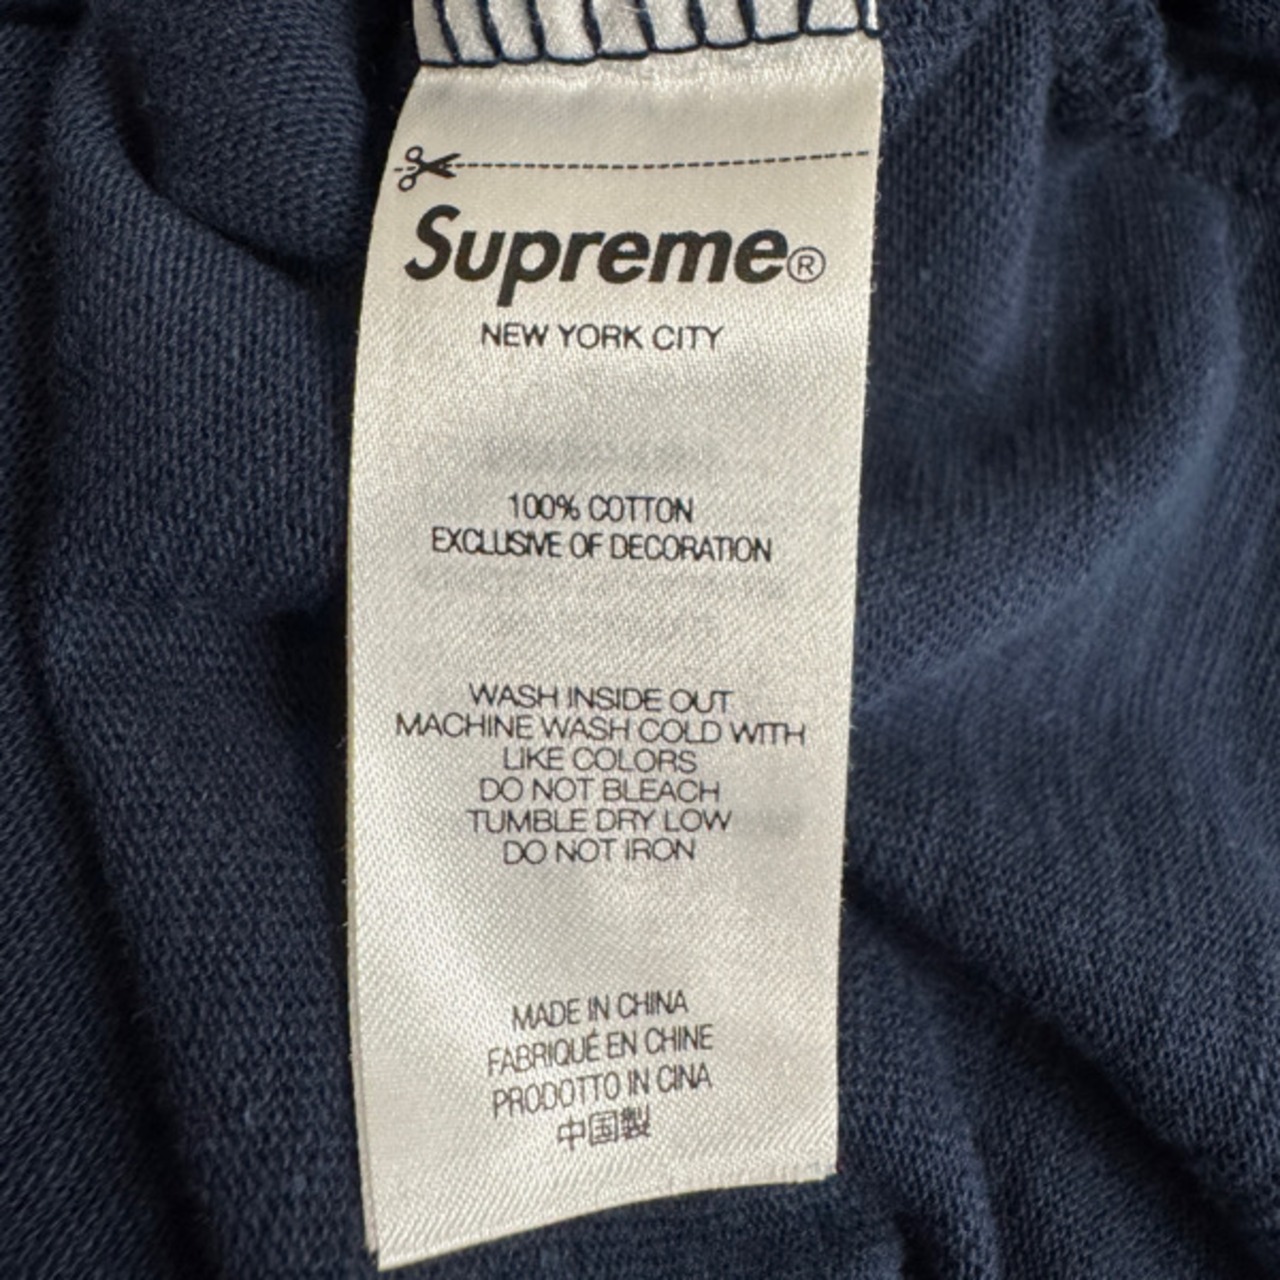 Supreme®
NEW YORK CITY
100% COTTON
EXCLUSIVE OF DECORATION
WASH INSIDE OUT
MACHINE WASH COLD WITH
LIKE COLORS
DO NOT BLEACH
TUMBLE DRY LOW
DO NOT IRON
MADE IN CHINA
FABRIQUÉ EN CHINE
PRODOTTO IN CINA
中国製